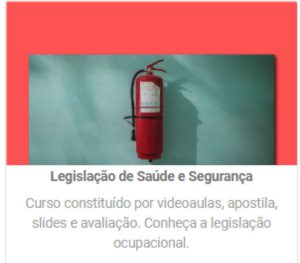 Legislação de Saúde e Segurança
Curso constituído por videoaulas, apostila,
slides e avaliação. Conheça a legislação
ocupacional.